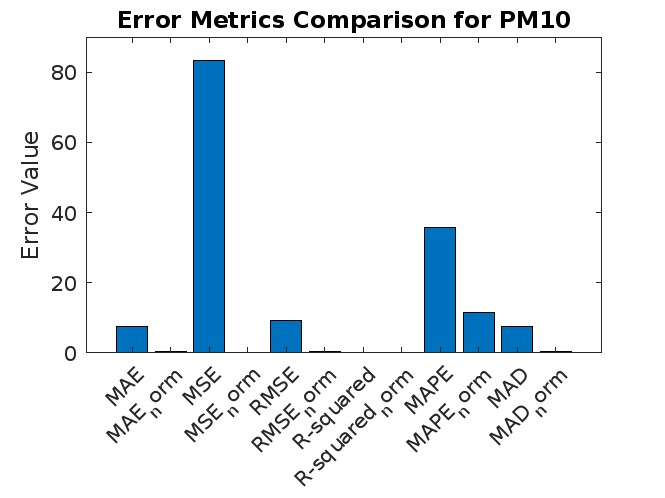 Error Metrics Comparison for PM10
Error Value
80
60
40
20
0
MAE
MAE_norm
MSE
MSE_norm
RMSE
RMSE_norm
R-squared
R-squared_norm
MAPE
MAPE_norm
MAD
MAD_norm